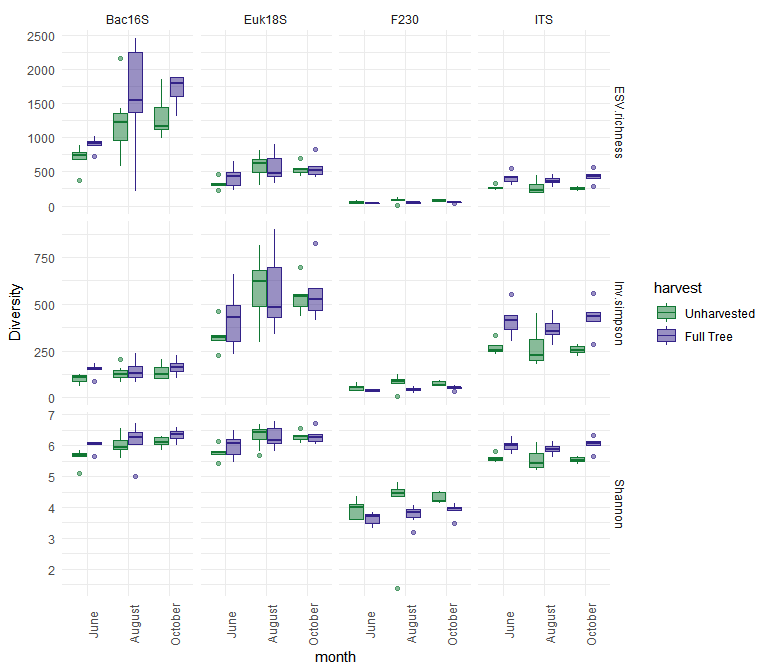 Bac16S Euk18S F230 ITS
2500
2000
1500
1000
500
0
ESV.richness
750
500
250
0
Inv.simpson
7
6
5
4
3
2
Shannon
Diversity
June August October June August October June August October June August October
month
harvest
Unharvested
Full Tree